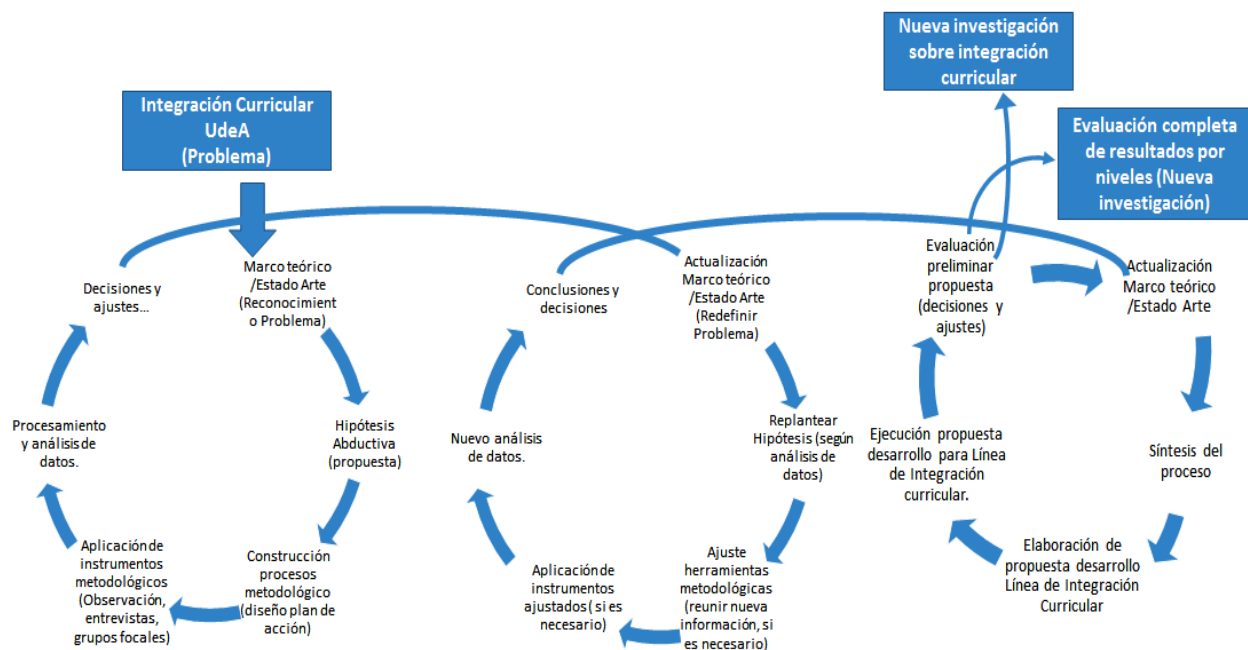 Nueva investigación
sobre integración
curricular
Integración Curricular
UdeA
(Problema)
Evaluación completa
de resultados por
niveles (Nueva
investigación)
Marco teórico
/Estado Arte
(Reconocimient
o Problema)
Hipótesis
Abductiva
(propuesta)
Construcción
procesos
metodológico
(diseño plan de
acción)
Aplicación de
instrumentos
metodológicos
(Observación,
entrevistas,
grupos focales)
Procesamiento
y análisis de
datos.
Decisiones y
ajustes...
Actualización
Marco teórico
/Estado Arte
(Redefinir
Problema)
Replantear
Hipótesis (según
análisis de
datos)
Ajuste
herramientas
metodológicas
(reunir nueva
información, si
es necesario)
Aplicación de
instrumentos
ajustados( si es
necesario)
Nuevo análisis
de datos.
Conclusiones y
decisiones
Actualización
Marco teórico
/Estado Arte
Síntesis del
proceso
Elaboración de
propuesta desarrollo
Línea de Integración
Curricular
Ejecución propuesta
desarrollo para Línea
de Integración
curricular.
Evaluación
preliminar
propuesta
(decisiones y
ajustes)